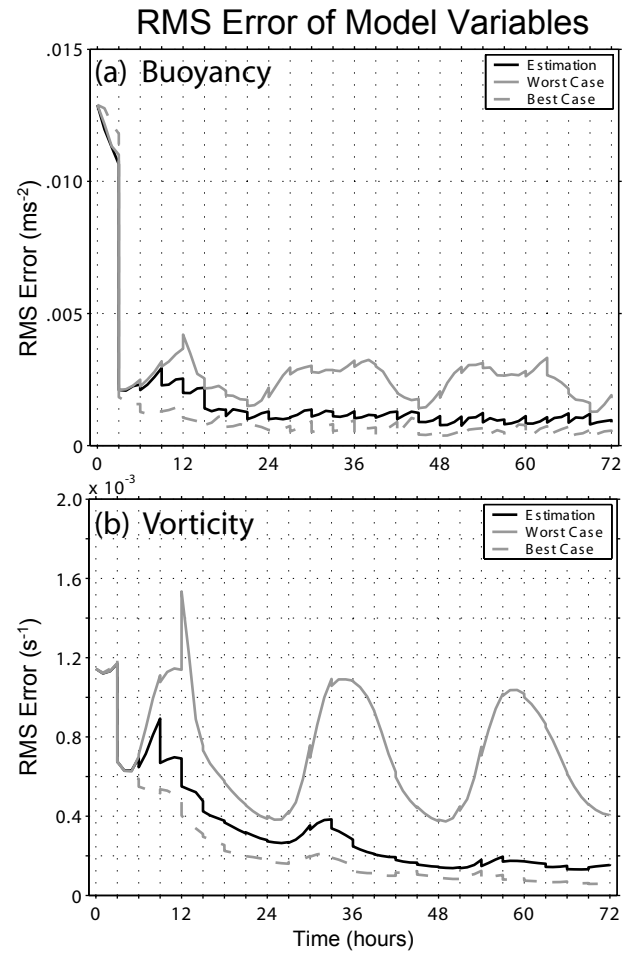 RMS Error of Model Variables
(a) Buoyancy
Estimation
Worst Case
Best Case
RMS Error (ms⁻²)
.015
.010
.005
0
0 12 24 36 48 60 72
x 10⁻³
(b) Vorticity
Estimation
Worst Case
Best Case
RMS Error (s⁻¹)
2.0
1.6
1.2
0.8
0.4
0
0 12 24 36 48 60 72
Time (hours)